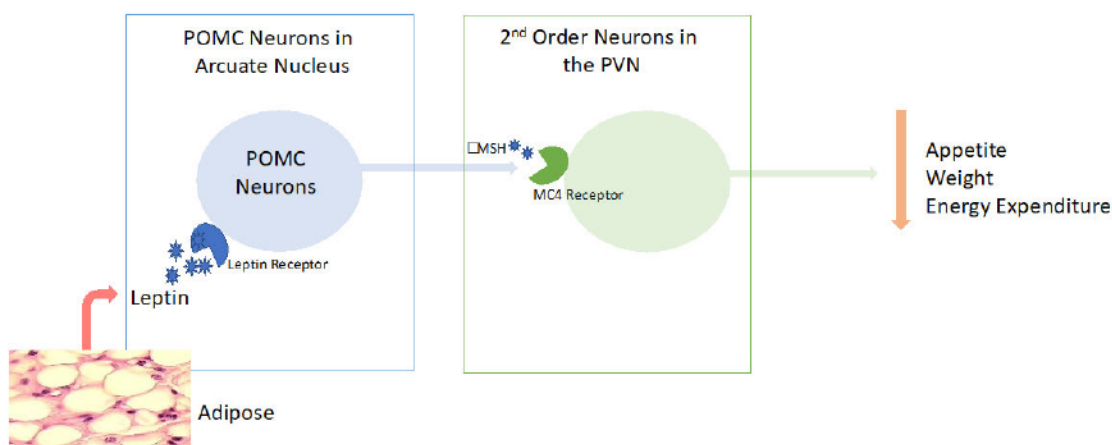 POMC Neurons in
Arcuate Nucleus
2nd Order Neurons in
the PVN
POMC
Neurons
□MSH
MC4 Receptor
Leptin Receptor
Leptin
Adipose
Appetite
Weight
Energy Expenditure